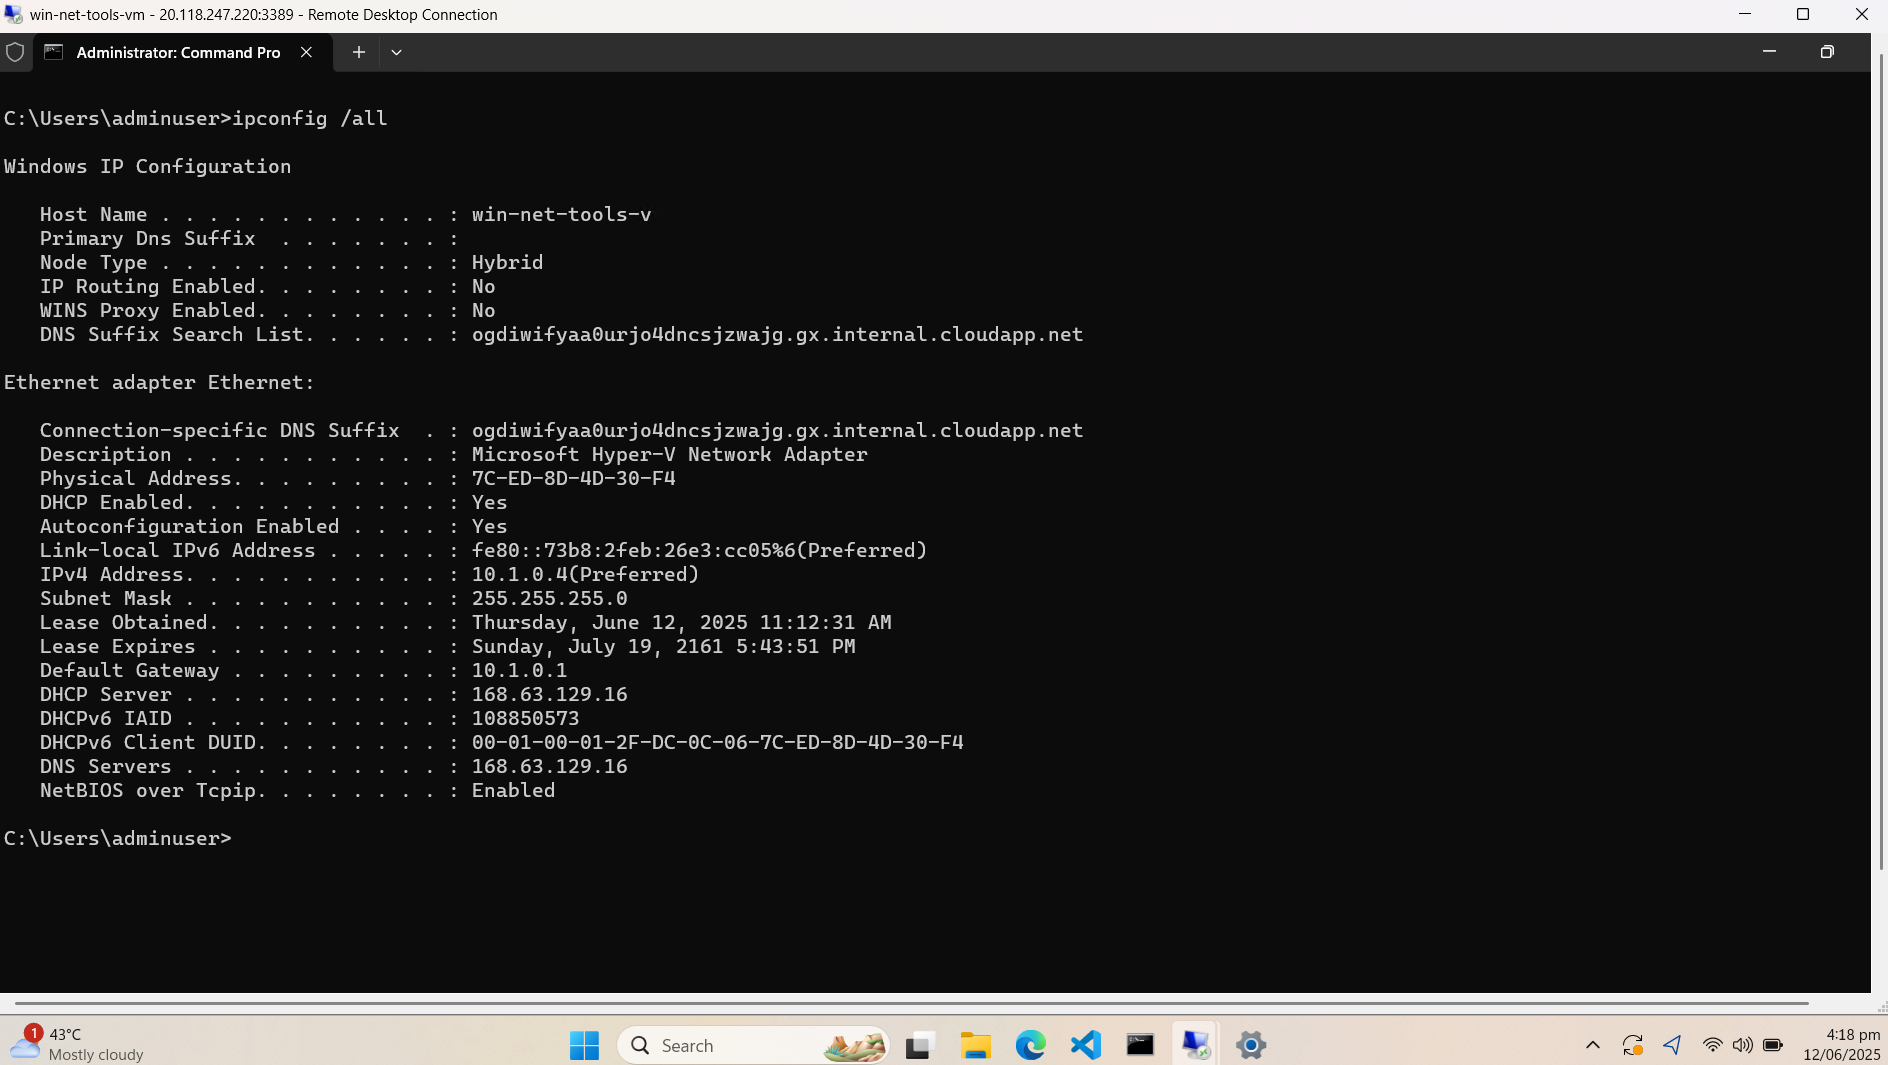 win-net-tools-vm - 20.118.247.220:3389 - Remote Desktop Connection
Administrator: Command Pro
C:\Users\adminuser>ipconfig /all
Windows IP Configuration
Host Name . . . . . . . . . . . . : win-net-tools-v
Primary Dns Suffix  . . . . . . . :
Node Type . . . . . . . . . . . . : Hybrid
IP Routing Enabled. . . . . . . . : No
WINS Proxy Enabled. . . . . . . . : No
DNS Suffix Search List. . . . . . : ogdiwifyaa0urjo4dncsjzwajg.gx.internal.cloudapp.net
Ethernet adapter Ethernet:
Connection-specific DNS Suffix  . : ogdiwifyaa0urjo4dncsjzwajg.gx.internal.cloudapp.net
Description . . . . . . . . . . . : Microsoft Hyper-V Network Adapter
Physical Address. . . . . . . . . : 7C-ED-8D-4D-30-F4
DHCP Enabled. . . . . . . . . . . : Yes
Autoconfiguration Enabled . . . . : Yes
Link-local IPv6 Address . . . . . : fe80::73b8:2feb:26e3:cc05%6(Preferred)
IPv4 Address. . . . . . . . . . . : 10.1.0.4(Preferred)
Subnet Mask . . . . . . . . . . . : 255.255.255.0
Lease Obtained. . . . . . . . . . : Thursday, June 12, 2025 11:12:31 AM
Lease Expires . . . . . . . . . . : Sunday, July 19, 2161 5:43:51 PM
Default Gateway . . . . . . . . . : 10.1.0.1
DHCP Server . . . . . . . . . . . : 168.63.129.16
DHCPv6 IAID . . . . . . . . . . . : 108850573
DHCPv6 Client DUID. . . . . . . . : 00-01-00-01-2F-DC-0C-06-7C-ED-8D-4D-30-F4
DNS Servers . . . . . . . . . . . : 168.63.129.16
NetBIOS over Tcpip. . . . . . . . : Enabled
C:\Users\adminuser>
1
43°C
Mostly cloudy
Search
4:18 pm
12/06/2025